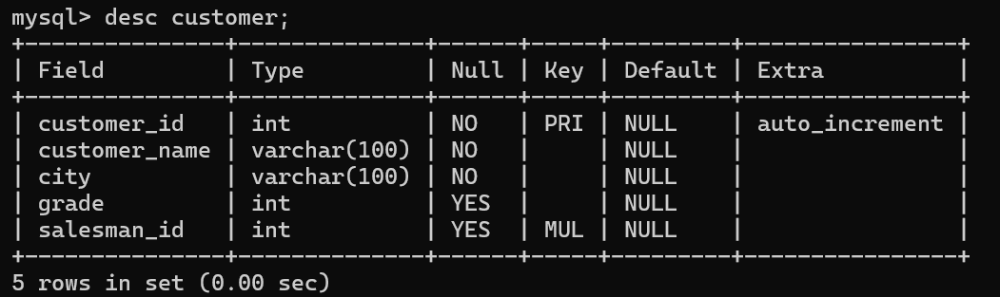 mysql> desc customer;
+---------------+--------------+------+-----+---------+----------------+
| Field         | Type         | Null | Key | Default | Extra          |
+---------------+--------------+------+-----+---------+----------------+
| customer_id   | int          | NO   | PRI | NULL    | auto_increment |
| customer_name | varchar(100) | NO   |     | NULL    |                |
| city          | varchar(100) | NO   |     | NULL    |                |
| grade         | int          | YES  |     | NULL    |                |
| salesman_id   | int          | YES  | MUL | NULL    |                |
+---------------+--------------+------+-----+---------+----------------+
5 rows in set (0.00 sec)